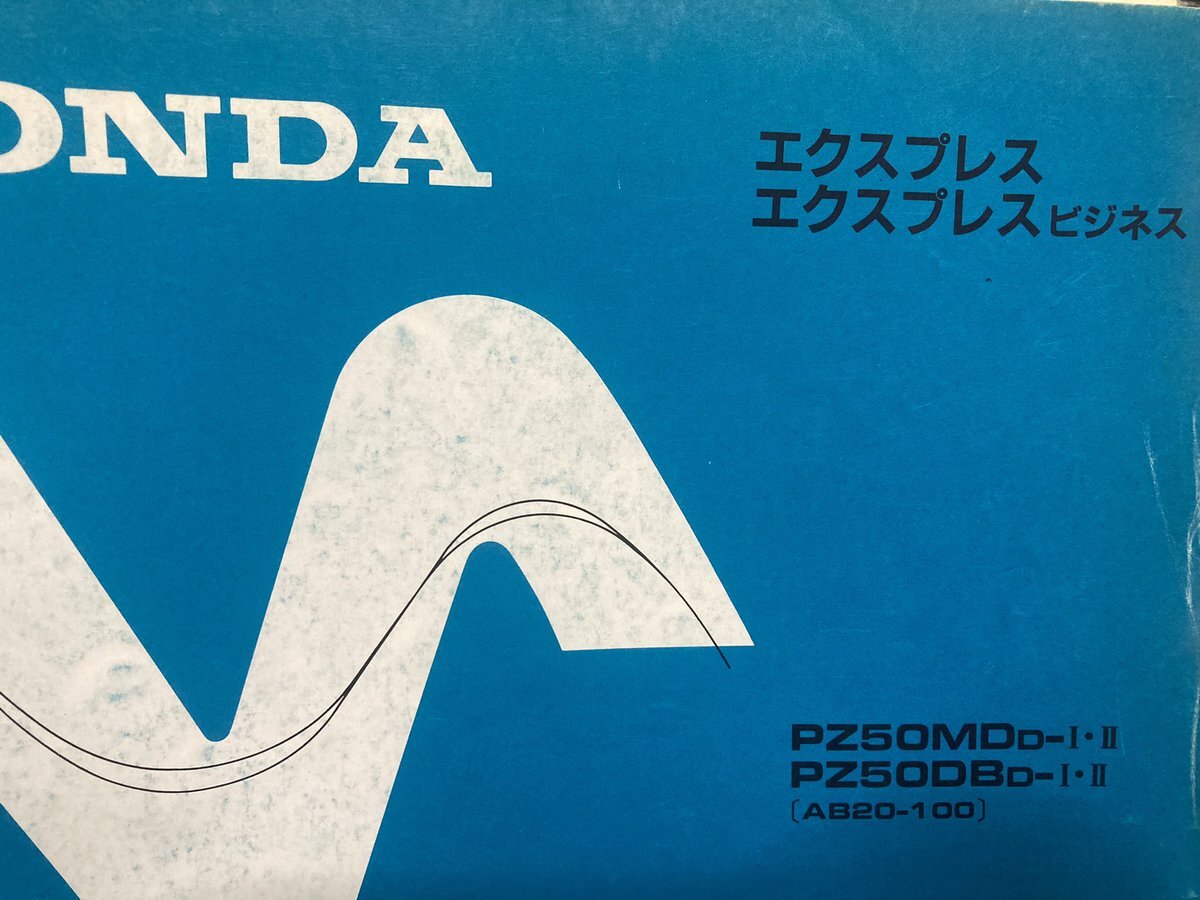 ONDA
エクスプレス
エクスプレスビジネス
PZ50MDD-I・II
PZ50DBD-I・II
〔AB20-100〕